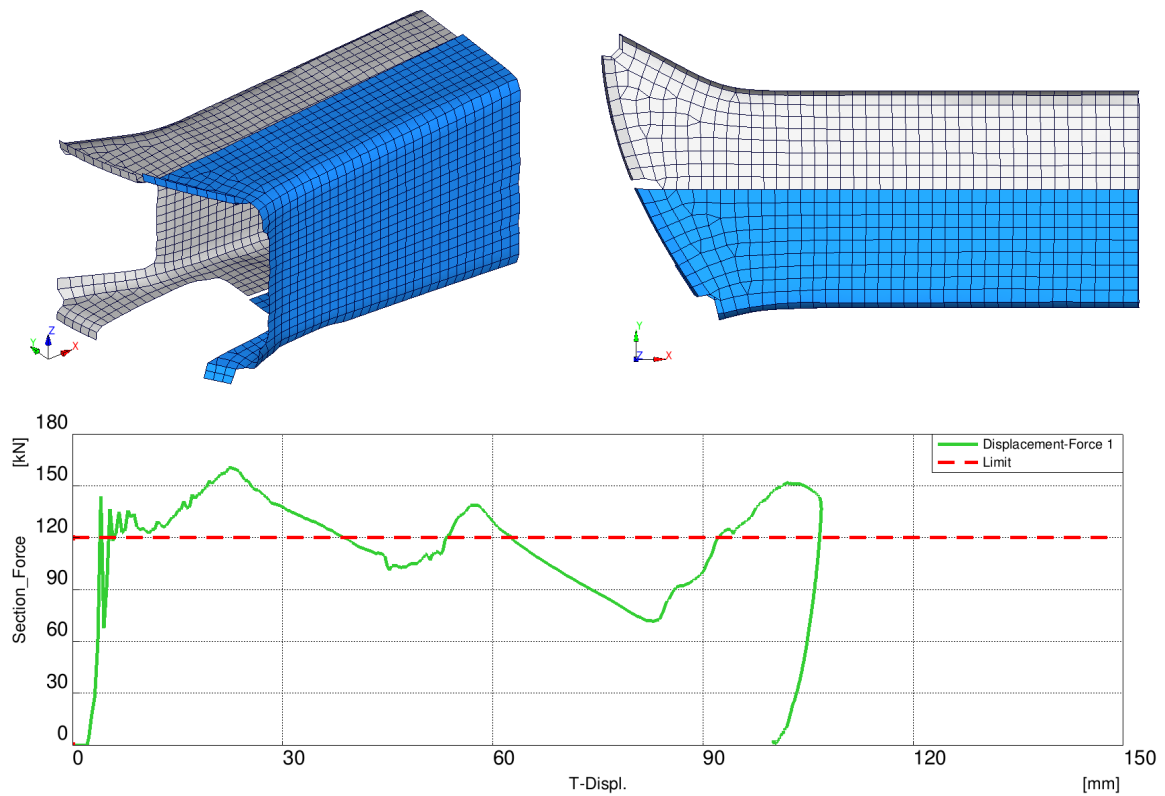 Z
Y
X
Y
Z
X
180
150
120
90
60
30
0
[kN]
Section_Force
Displacement-Force 1
Limit
0
30
60
90
120
150
T-Displ.
[mm]